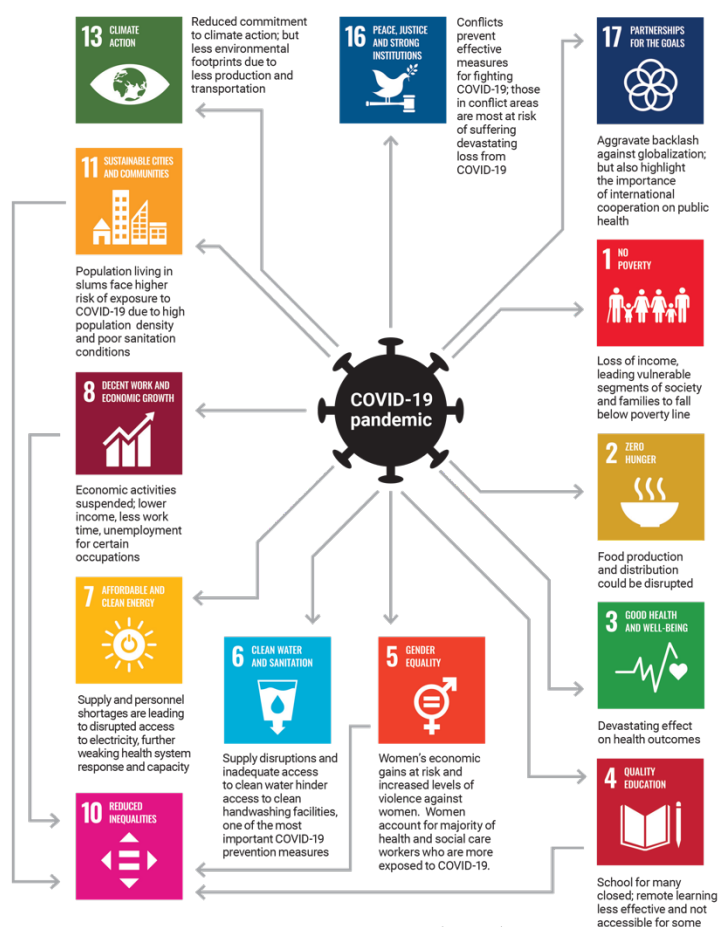 13 CLIMATE
ACTION
Reduced commitment
to climate action; but
less environmental
footprints due to
less production and
transportation
16 PEACE, JUSTICE
AND STRONG
INSTITUTIONS
Conflicts
prevent
effective
measures
for fighting
COVID-19; those
in conflict areas
are most at risk
of suffering
devastating
loss from
COVID-19
17 PARTNERSHIPS
FOR THE GOALS
Aggravate backlash
against globalization;
but also highlight
the importance
of international
cooperation on public
health
11 SUSTAINABLE CITIES
AND COMMUNITIES
Population living in
slums face higher
risk of exposure to
COVID-19 due to high
population density
and poor sanitation
conditions
1 NO
POVERTY
Loss of income,
leading vulnerable
segments of society
and families to fall
below poverty line
COVID-19
pandemic
8 DECENT WORK AND
ECONOMIC GROWTH
Economic activities
suspended; lower
income, less work
time, unemployment
for certain
occupations
2 ZERO
HUNGER
Food production
and distribution
could be disrupted
7 AFFORDABLE AND
CLEAN ENERGY
Supply and personnel
shortages are leading
to disrupted access
to electricity, further
weaking health system
response and capacity
6 CLEAN WATER
AND SANITATION
Supply disruptions and
inadequate access
to clean water hinder
access to clean
handwashing facilities,
one of the most
important COVID-19
prevention measures
5 GENDER
EQUALITY
Women's economic
gains at risk and
increased levels of
violence against
women. Women
account for majority of
health and social care
workers who are more
exposed to COVID-19.
3 GOOD HEALTH
AND WELL-BEING
Devastating effect
on health outcomes
4 QUALITY
EDUCATION
School for many
closed; remote learning
less effective and not
accessible for some
10 REDUCED
INEQUALITIES